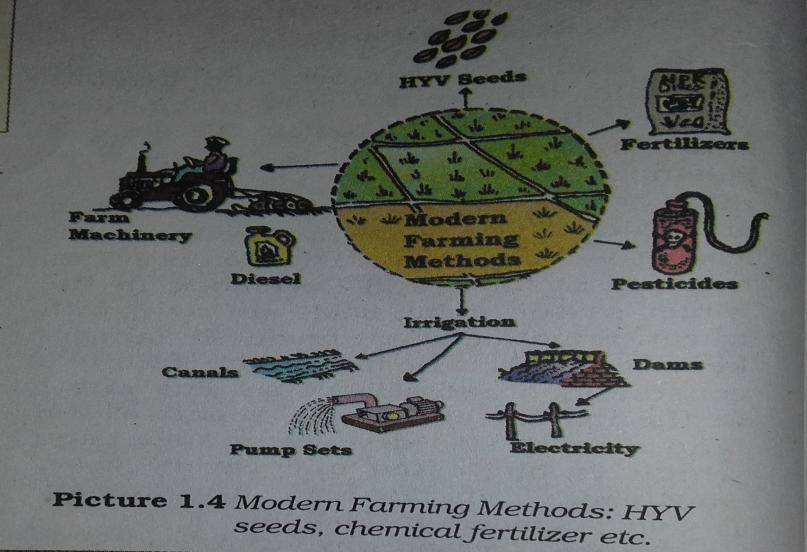 HYV Seeds
Fertilizers
Farm
Machinery
Diesel
Modern
Farming
Methods
Pesticides
Irrigation
Canals
Dams
Pump Sets
Electricity
Picture 1.4 Modern Farming Methods: HYV
seeds, chemical fertilizer etc.